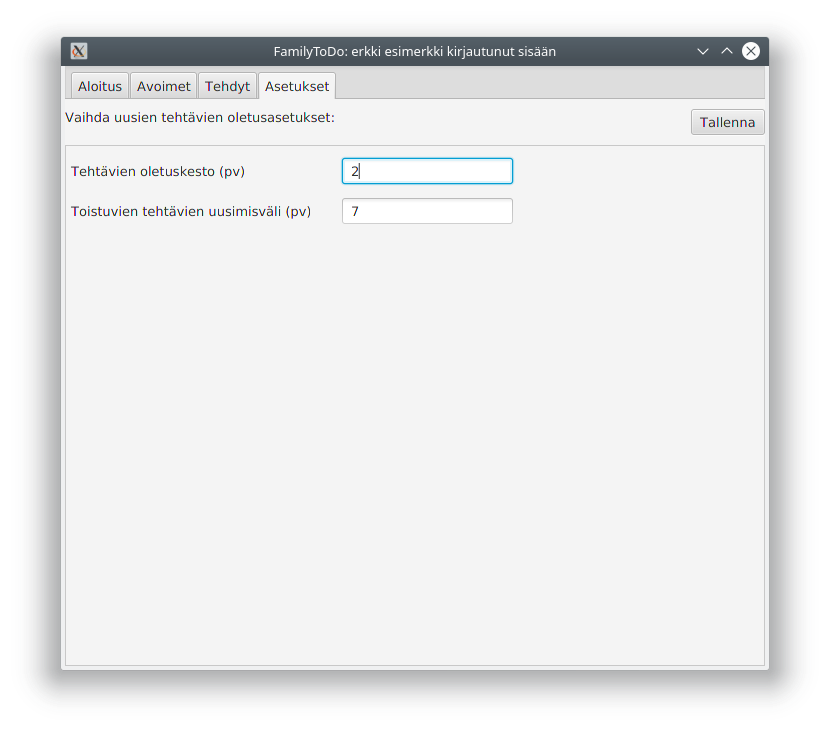 FamilyToDo: erkki esimerkki kirjautunut sisään
Aloitus Avoimet Tehdyt Asetukset
Vaihda uusien tehtävien oletusasetukset:
Tallenna
Tehtävien oletuskesto (pv) 2
Toistuvien tehtävien uusimisväli (pv) 7